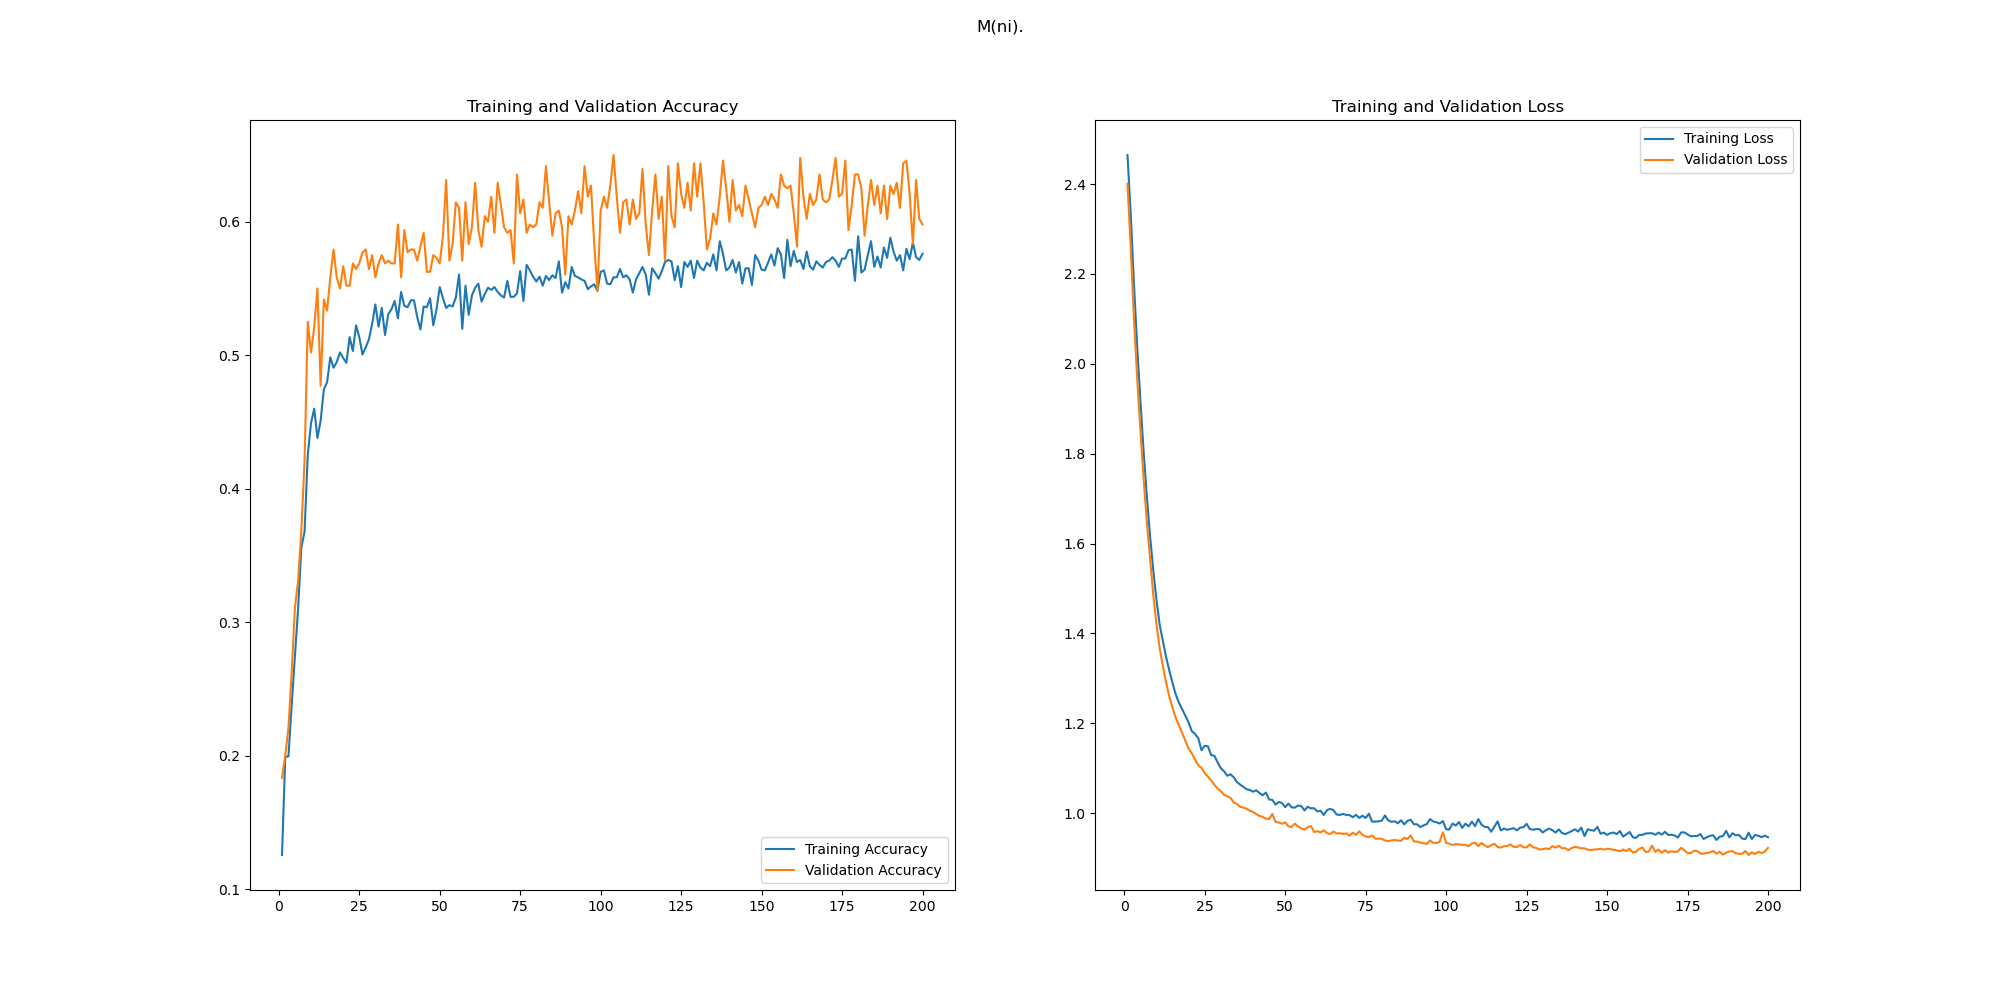 M(ni).
Training and Validation Accuracy
0.6
0.5
0.4
0.3
0.2
0.1
0 25 50 75 100 125 150 175 200
Training Accuracy
Validation Accuracy
Training and Validation Loss
2.4
2.2
2.0
1.8
1.6
1.4
1.2
1.0
0 25 50 75 100 125 150 175 200
Training Loss
Validation Loss